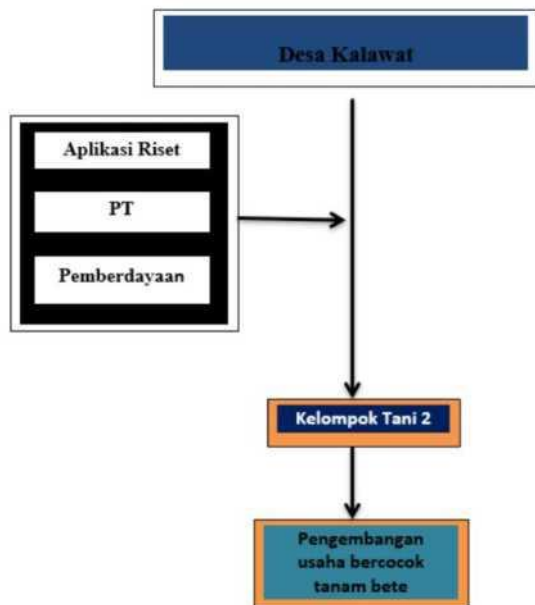 Desa Kalawat
Aplikasi Riset
PT
Pemberdayaan
Kelompok Tani 2
Pengembangan
usaha bercocok
tanam bete